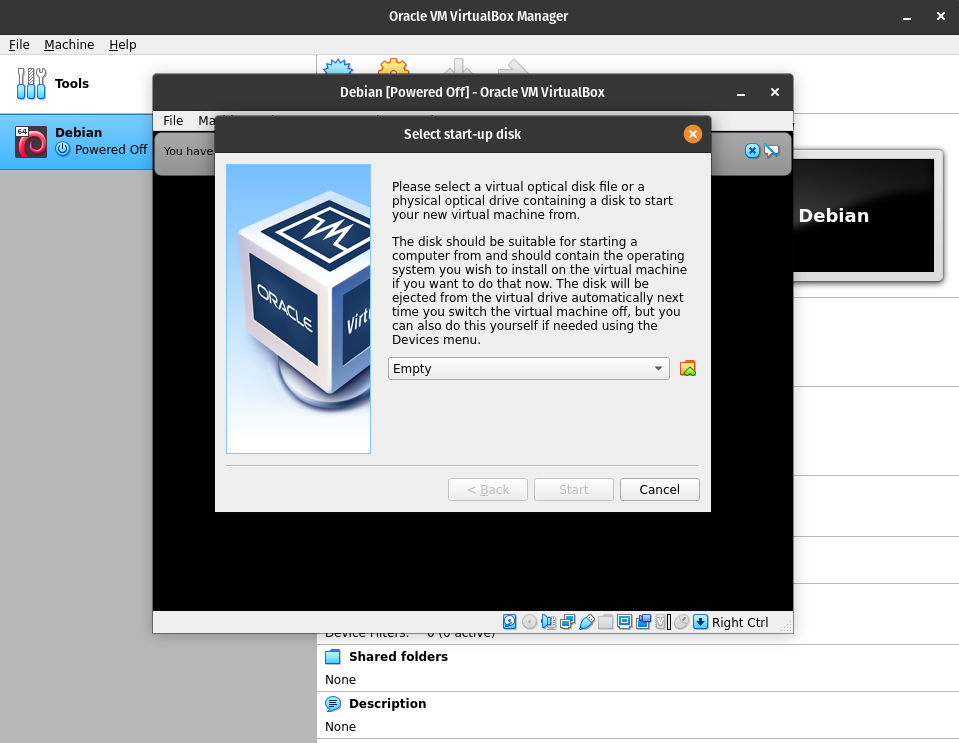 Oracle VM VirtualBox Manager
File Machine Help
Tools
Debian [Powered Off] - Oracle VM VirtualBox
64
Debian
Powered Off
File
You have
Select start-up disk
Debian
ORACLE
Please select a virtual optical disk file or a
physical optical drive containing a disk to start
your new virtual machine from.
The disk should be suitable for starting a
computer from and should contain the operating
system you wish to install on the virtual machine
if you want to do that now. The disk will be
ejected from the virtual drive automatically next
time you switch the virtual machine off, but you
can also do this yourself if needed using the
Devices menu.
Empty
< Back Start Cancel
Right Ctrl
Device Filters: 0 (0 active)
Shared folders
None
Description
None